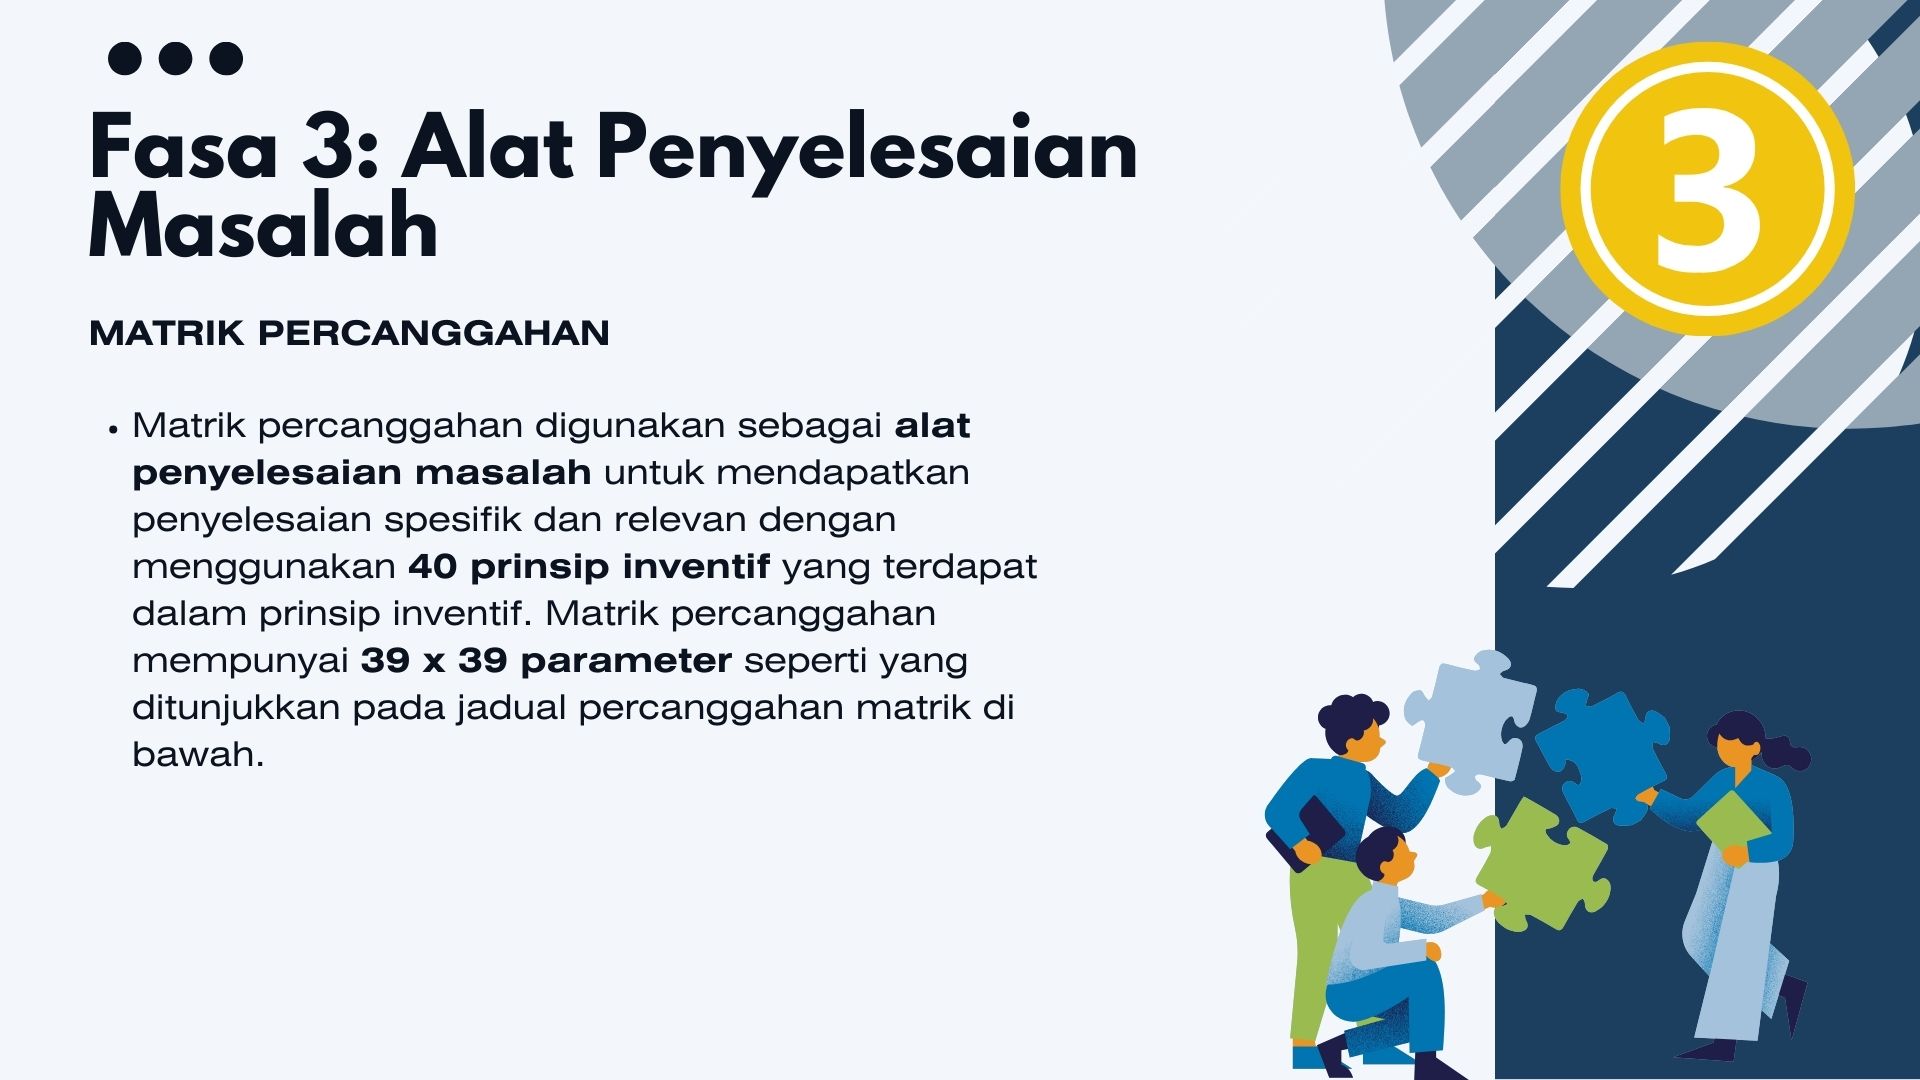 Fasa 3: Alat Penyelesaian
Masalah
3
MATRIK PERCANGGAHAN
• Matrik percanggahan digunakan sebagai alat
penyelesaian masalah untuk mendapatkan
penyelesaian spesifik dan relevan dengan
menggunakan 40 prinsip inventif yang terdapat
dalam prinsip inventif. Matrik percanggahan
mempunyai 39 x 39 parameter seperti yang
ditunjukkan pada jadual percanggahan matrik di
bawah.